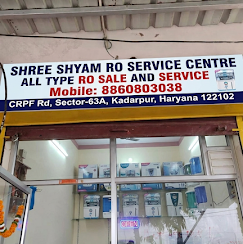 SHREE SHYAM RO SERVICE CENTRE
ALL TYPE RO SALE AND SERVICE
Mobile: 8860803038
CRPF Rd, Sector-63A, Kadarpur, Haryana 122102